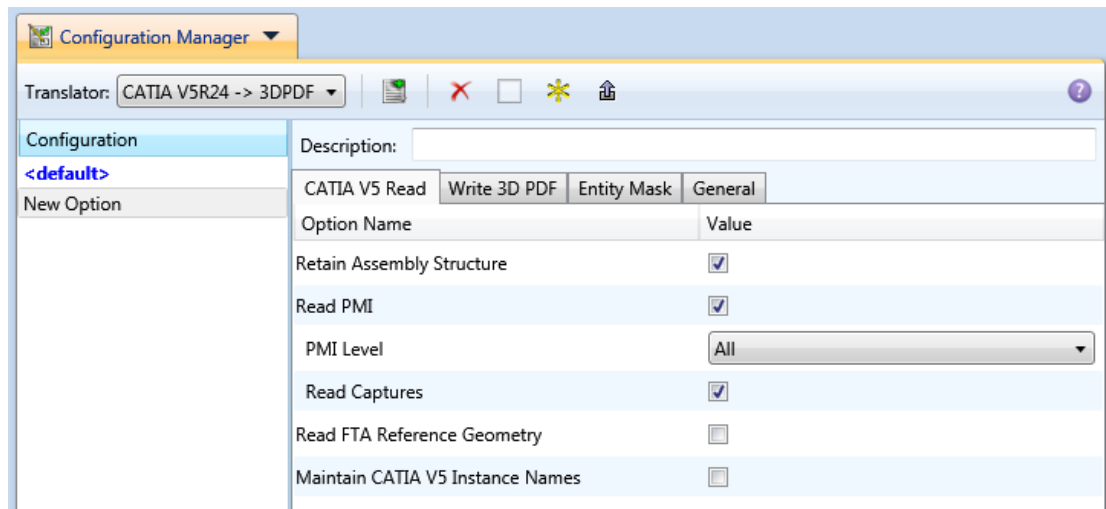 Configuration Manager
Translator: CATIA V5R24 -> 3DPDF
?
Configuration
<default>
New Option
Description:
CATIA V5 Read Write 3D PDF Entity Mask General
Option Name Value
Retain Assembly Structure
Read PMI
PMI Level All
Read Captures
Read FTA Reference Geometry
Maintain CATIA V5 Instance Names